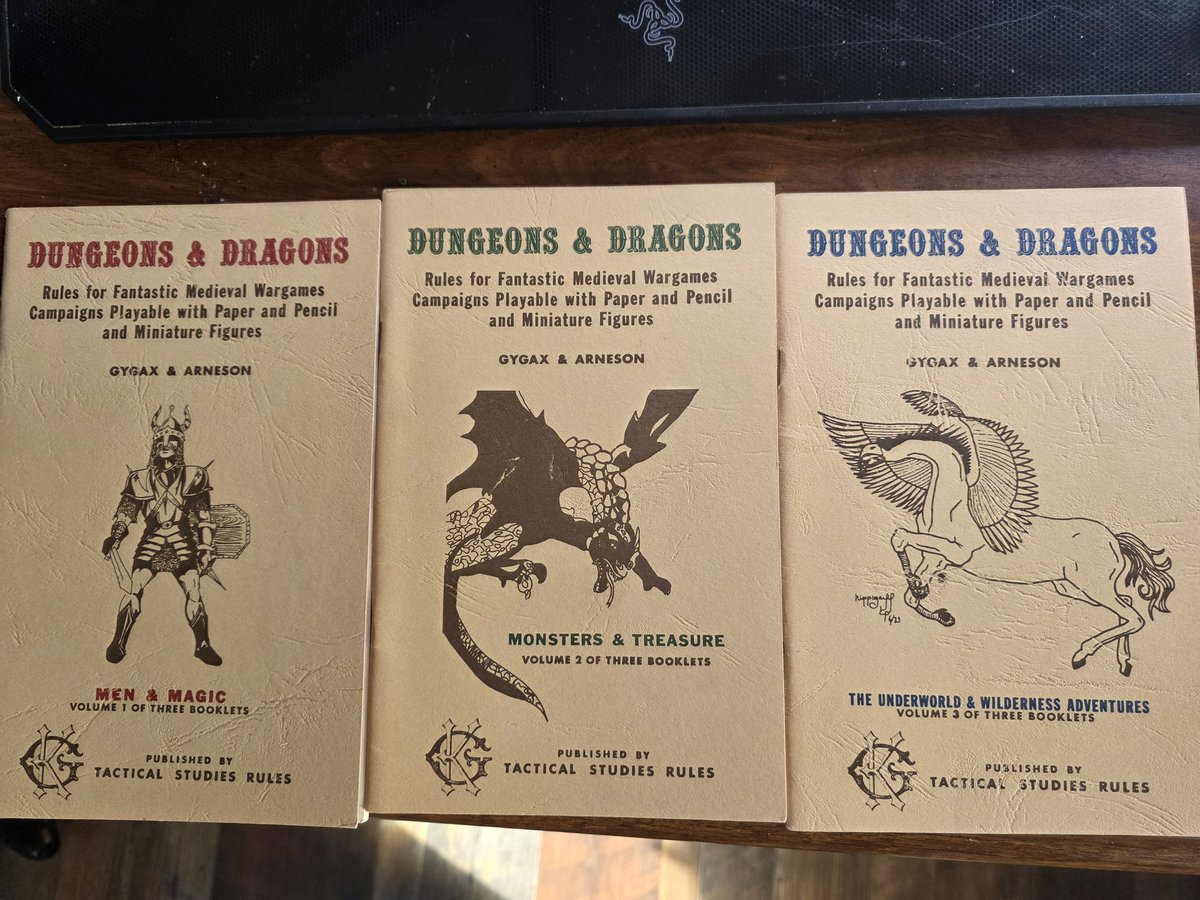 DUNGEONS & DRAGONS
Rules for Fantastic Medieval Wargames
Campaigns Playable with Paper and Pencil
and Miniature Figures
GYGAX & ARNESON
MEN & MAGIC
VOLUME 1 OF THREE BOOKLETS
PUBLISHED BY
TACTICAL STUDIES RULES
DUNGEONS & DRAGONS
Rules for Fantastic Medieval Wargames
Campaigns Playable with Paper and Pencil
and Miniature Figures
GYGAX & ARNESON
MONSTERS & TREASURE
VOLUME 2 OF THREE BOOKLETS
PUBLISHED BY
TACTICAL STUDIES RULES
DUNGEONS & DRAGONS
Rules for Fantastic Medieval Wargames
Campaigns Playable with Paper and Pencil
and Miniature Figures
GYGAX & ARNESON
hippogriff
THE UNDERWORLD & WILDERNESS ADVENTURES
VOLUME 3 OF THREE BOOKLETS
PUBLISHED BY
TACTICAL STUDIES RULES